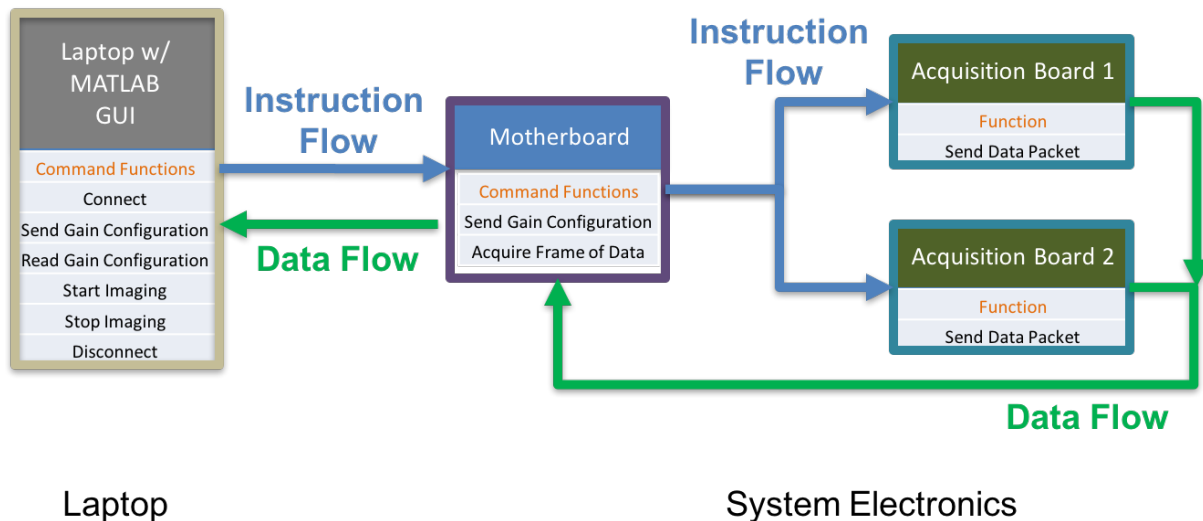 Laptop w/
MATLAB
GUI
Command Functions
Connect
Send Gain Configuration
Read Gain Configuration
Start Imaging
Stop Imaging
Disconnect
Instruction
Flow
Data Flow
Motherboard
Command Functions
Send Gain Configuration
Acquire Frame of Data
Instruction
Flow
Acquisition Board 1
Function
Send Data Packet
Acquisition Board 2
Function
Send Data Packet
Data Flow
Laptop
System Electronics